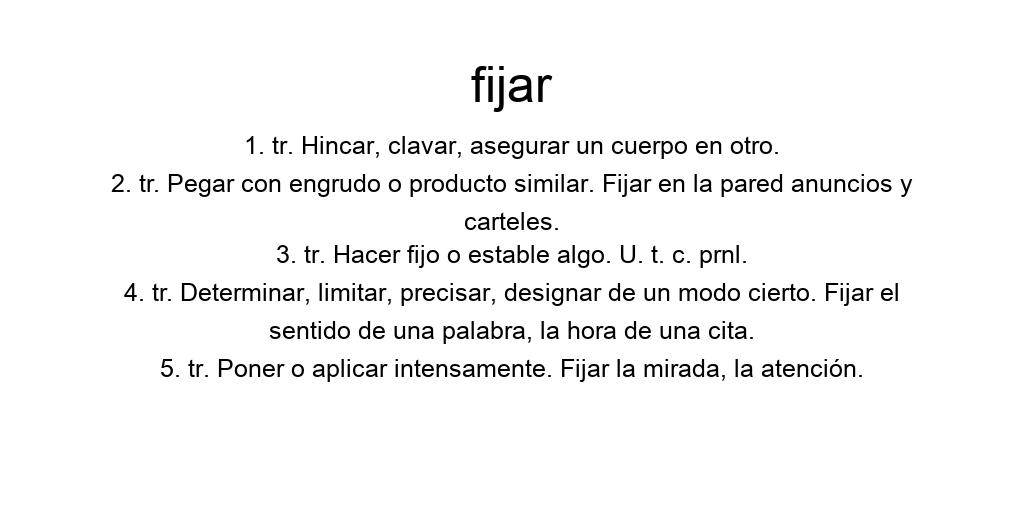 fijar
1. tr. Hincar, clavar, asegurar un cuerpo en otro.
2. tr. Pegar con engrudo o producto similar. Fijar en la pared anuncios y
carteles.
3. tr. Hacer fijo o estable algo. U. t. c. prnl.
4. tr. Determinar, limitar, precisar, designar de un modo cierto. Fijar el
sentido de una palabra, la hora de una cita.
5. tr. Poner o aplicar intensamente. Fijar la mirada, la atención.